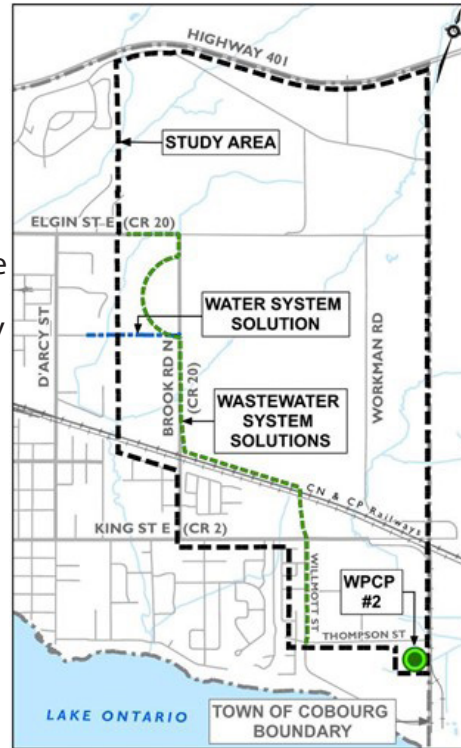 HIGHWAY 401
STUDY AREA
ELGIN ST E (CR 20)
e
y
D'ARCY ST
BROOK RD N
(CR 20)
WATER SYSTEM
SOLUTION
WORKMAN RD
WASTEWATER
SYSTEM
SOLUTIONS
CN & CP Railways
KING ST E (CR 2)
WILLMOTT ST
WPCP
#2
THOMPSON ST
LAKE ONTARIO
TOWN OF COBOURG
BOUNDARY